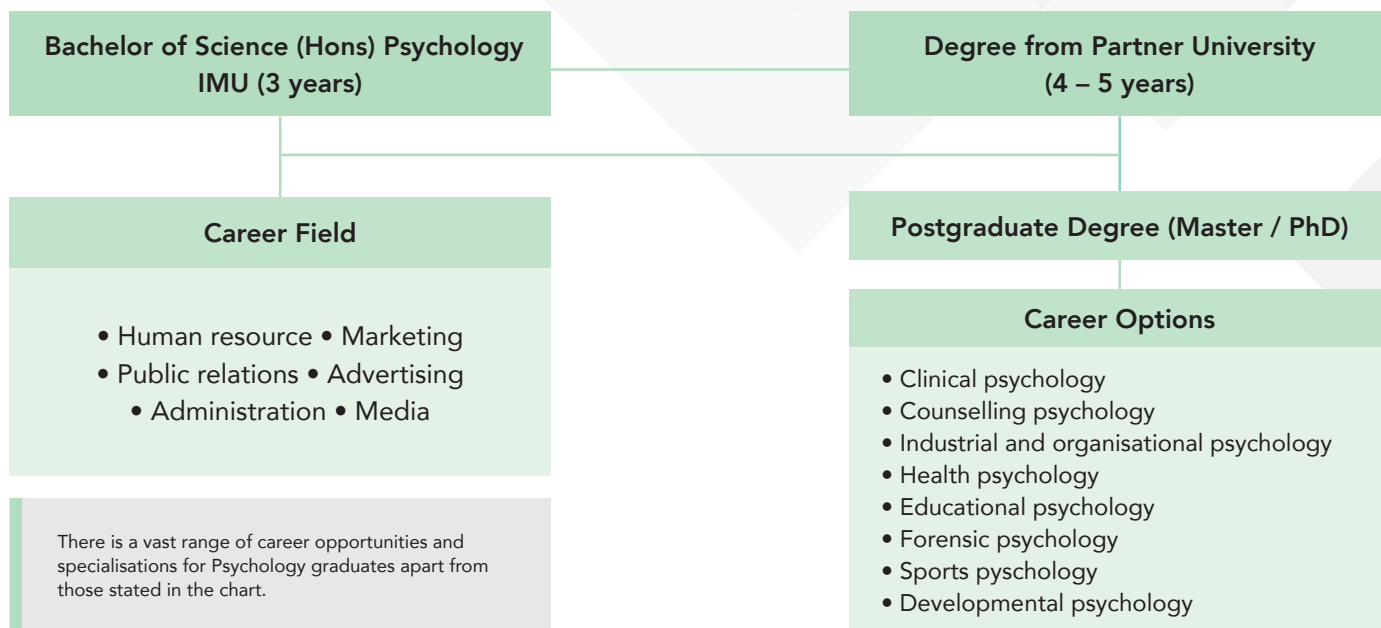 Bachelor of Science (Hons) Psychology
IMU (3 years)
Degree from Partner University
(4 – 5 years)
Career Field
• Human resource • Marketing
• Public relations • Advertising
• Administration • Media
There is a vast range of career opportunities and
specialisations for Psychology graduates apart from
those stated in the chart.
Postgraduate Degree (Master / PhD)
Career Options
• Clinical psychology
• Counselling psychology
• Industrial and organisational psychology
• Health psychology
• Educational psychology
• Forensic psychology
• Sports pyschology
• Developmental psychology